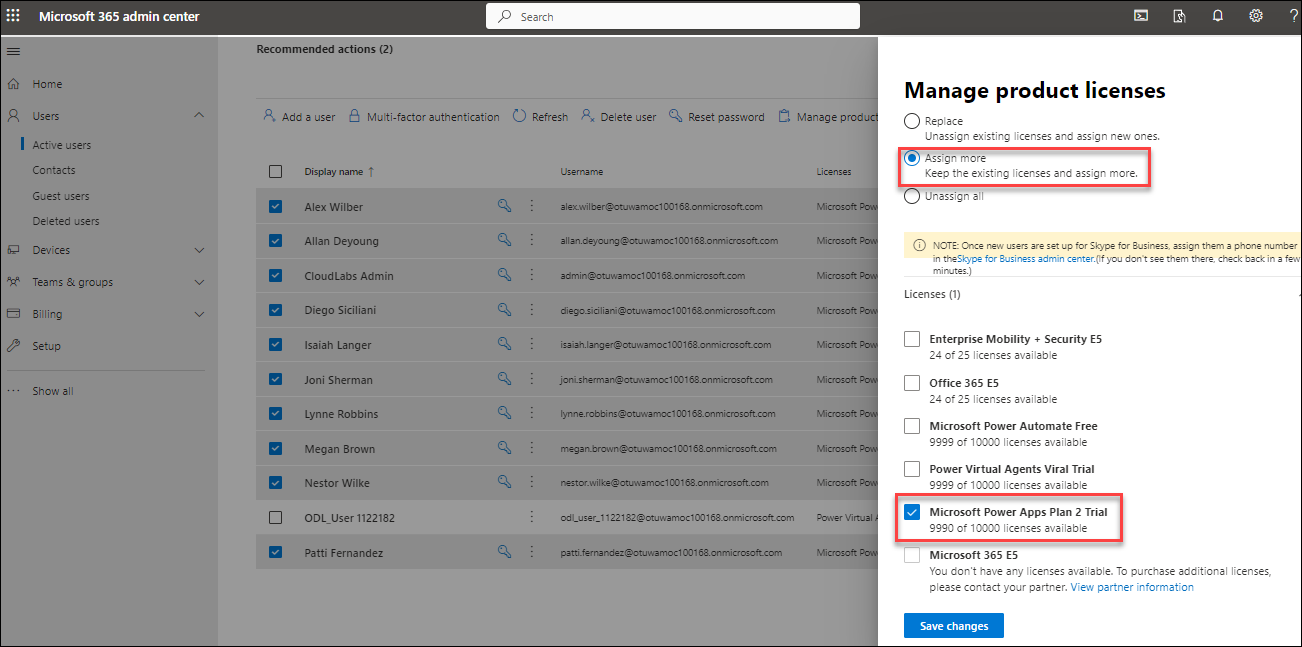 Microsoft 365 admin center
Search
?
Home
Users
Active users
Contacts
Guest users
Deleted users
Devices
Teams & groups
Billing
Setup
Show all
Recommended actions (2)
Add a user Multi-factor authentication Refresh Delete user Reset password Manage product
Display name ↑ Username Licenses
Alex Wilber alex.wilber@otuwamoc100168.onmicrosoft.com Microsoft Pow
Allan Deyoung allan.deyoung@otuwamoc100168.onmicrosoft.com Microsoft Pow
CloudLabs Admin admin@otuwamoc100168.onmicrosoft.com Microsoft Pow
Diego Siciliani diego.siciliani@otuwamoc100168.onmicrosoft.com Microsoft Pow
Isaiah Langer isaiah.langer@otuwamoc100168.onmicrosoft.com Microsoft Pow
Joni Sherman joni.sherman@otuwamoc100168.onmicrosoft.com Microsoft Pow
Lynne Robbins lynne.robbins@otuwamoc100168.onmicrosoft.com Microsoft Pow
Megan Brown megan.brown@otuwamoc100168.onmicrosoft.com Microsoft Pow
Nestor Wilke nestor.wilke@otuwamoc100168.onmicrosoft.com Microsoft Pow
ODL_User 1122182 odl_user_1122182@otuwamoc100168.onmicrosoft.com Power Virtual A
Patti Fernandez patti.fernandez@otuwamoc100168.onmicrosoft.com Microsoft Pow
Manage product licenses
Replace
Unassign existing licenses and assign new ones.
Assign more
Keep the existing licenses and assign more.
Unassign all
NOTE: Once new users are set up for Skype for Business, assign them a phone number
in theSkype for Business admin center.(If you don't see them there, check back in a few
minutes.)
Licenses (1)
Enterprise Mobility + Security E5
24 of 25 licenses available
Office 365 E5
24 of 25 licenses available
Microsoft Power Automate Free
9999 of 10000 licenses available
Power Virtual Agents Viral Trial
9999 of 10000 licenses available
Microsoft Power Apps Plan 2 Trial
9990 of 10000 licenses available
Microsoft 365 E5
You don't have any licenses available. To purchase additional licenses,
please contact your partner. View partner information
Save changes